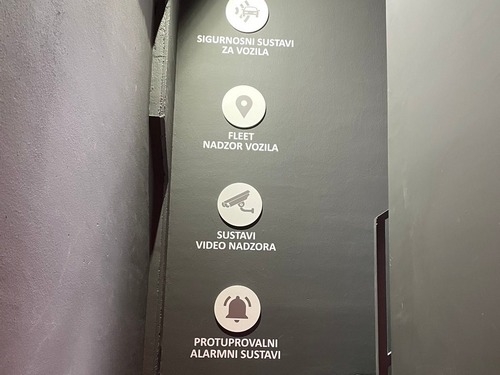 SIGURNOSNI SUSTAVI
ZA VOZILA
FLEET
NADZOR VOZILA
SUSTAVI
VIDEO NADZORA
PROTUPROVALNI
ALARMNI SUSTAVI